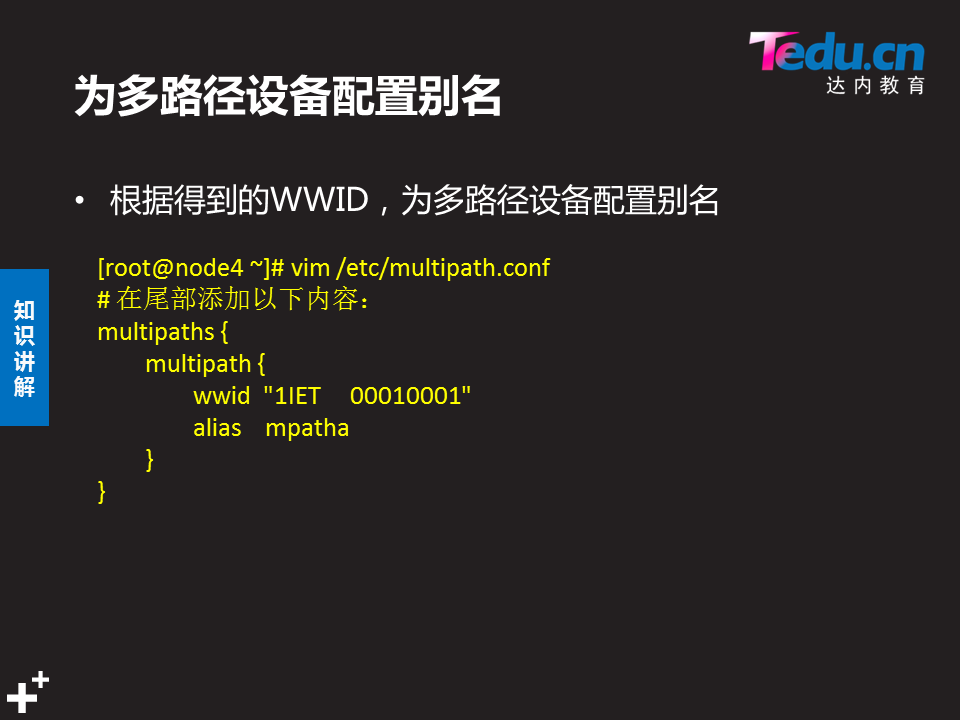 Tedu.cn
达内教育
为多路径设备配置别名
• 根据得到的WWID，为多路径设备配置别名
[root@node4 ~]# vim /etc/multipath.conf
# 在尾部添加以下内容：
multipaths {
multipath {
wwid "1IET     00010001"
alias    mpatha
}
}
知识讲解